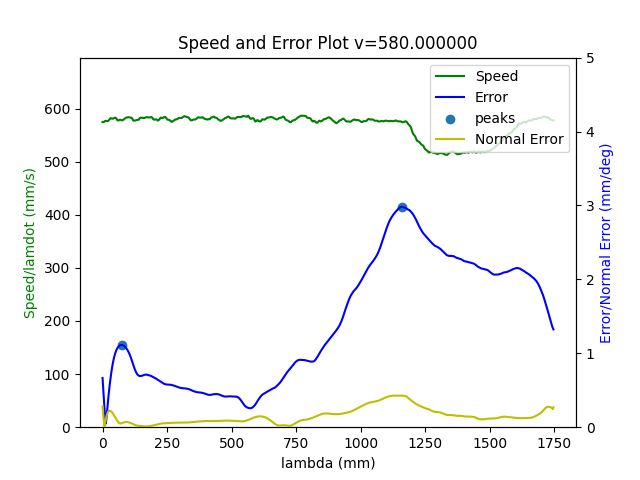 Speed and Error Plot v=580.000000
Speed
Error
peaks
Normal Error
Speed/lamdot (mm/s)
600
500
400
300
200
100
0
5
4
3
2
1
0
Error/Normal Error (mm/deg)
0 250 500 750 1000 1250 1500 1750
lambda (mm)